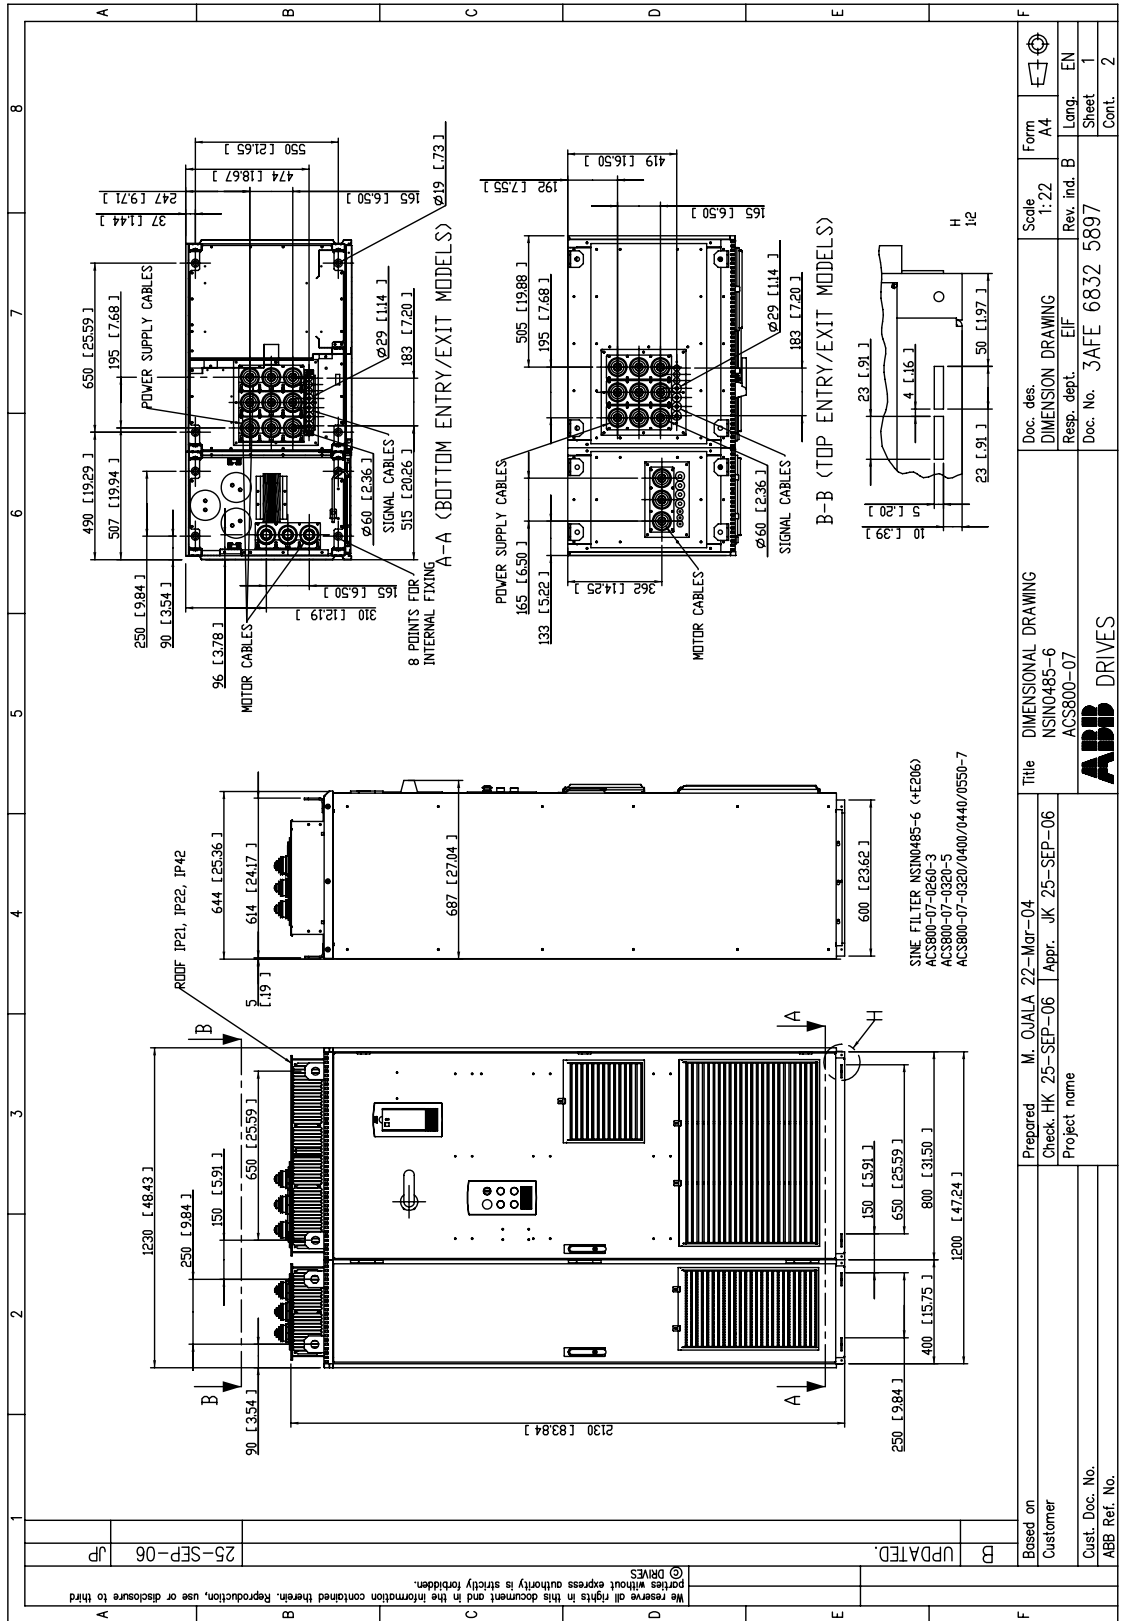 1
2
3
4
5
6
7
8
A
B
C
D
E
F
A
B
C
D
E
F
1230 [ 48.43 ]
250 [ 9.84 ]
150 [ 5.91 ]
650 [ 25.59 ]
90 [ 3.54 ]
B
B
ROOF IP21, IP22, IP42
2130 [ 83.84 ]
A
A
H
150 [ 5.91 ]
650 [ 25.59 ]
400 [ 15.75 ]
800 [ 31.50 ]
250 [ 9.84 ]
1200 [ 47.24 ]
644 [ 25.36 ]
614 [ 24.17 ]
5
[.19 ]
687 [ 27.04 ]
600 [ 23.62 ]
SINE FILTER NSIN0485-6 (+E206)
ACS800-07-0260-3
ACS800-07-0320-5
ACS800-07-0320/0400/0440/0550-7
650 [ 25.59 ]
490 [ 19.29 ]
195 [ 7.68 ]
507 [ 19.94 ]
250 [ 9.84 ]
90 [ 3.54 ]
POWER SUPPLY CABLES
37 [ 1.44 ]
247 [ 9.71 ]
474 [ 18.67 ]
550 [ 21.65 ]
165 [ 6.50 ]
Ø19 [ .73 ]
96 [ 3.78 ]
MOTOR CABLES
310 [ 12.19 ]
165 [ 6.50 ]
8 POINTS FOR
INTERNAL FIXING
Ø29 [ 1.14 ]
183 [ 7.20 ]
Ø60 [ 2.36 ]
SIGNAL CABLES
515 [ 20.26 ]
A-A (BOTTOM ENTRY/EXIT MODELS)
505 [ 19.88 ]
195 [ 7.68 ]
POWER SUPPLY CABLES
165 [ 6.50 ]
133 [ 5.22 ]
192 [ 7.55 ]
419 [ 16.50 ]
165 [ 6.50 ]
362 [ 14.25 ]
MOTOR CABLES
Ø29 [ 1.14 ]
183 [ 7.20 ]
Ø60 [ 2.36 ]
SIGNAL CABLES
B-B (TOP ENTRY/EXIT MODELS)
H
1:2
23 [ .91 ]
4 [ .16 ]
5 [ .20 ]
10 [ .39 ]
23 [ .91 ]
50 [ 1.97 ]
B UPDATED. 25-SEP-06 JP
We reserve all rights in this document and in the information contained therein. Reproduction, use or disclosure to third
parties without express authority is strictly forbidden.
© DRIVES
Based on
Customer
Cust. Doc. No.
ABB Ref. No.
Prepared M. OJALA 22-Mar-04
Check. HK 25-SEP-06 Appr. JK 25-SEP-06
Project name
Title DIMENSIONAL DRAWING
NSIN0485-6
ACS800-07
ABB DRIVES
Doc. des. DIMENSION DRAWING
Scale 1:22
Form A4
Resp. dept. EIF
Rev. ind. B
Lang. EN
Doc. No. 3AFE 6832 5897
Sheet 1
Cont. 2